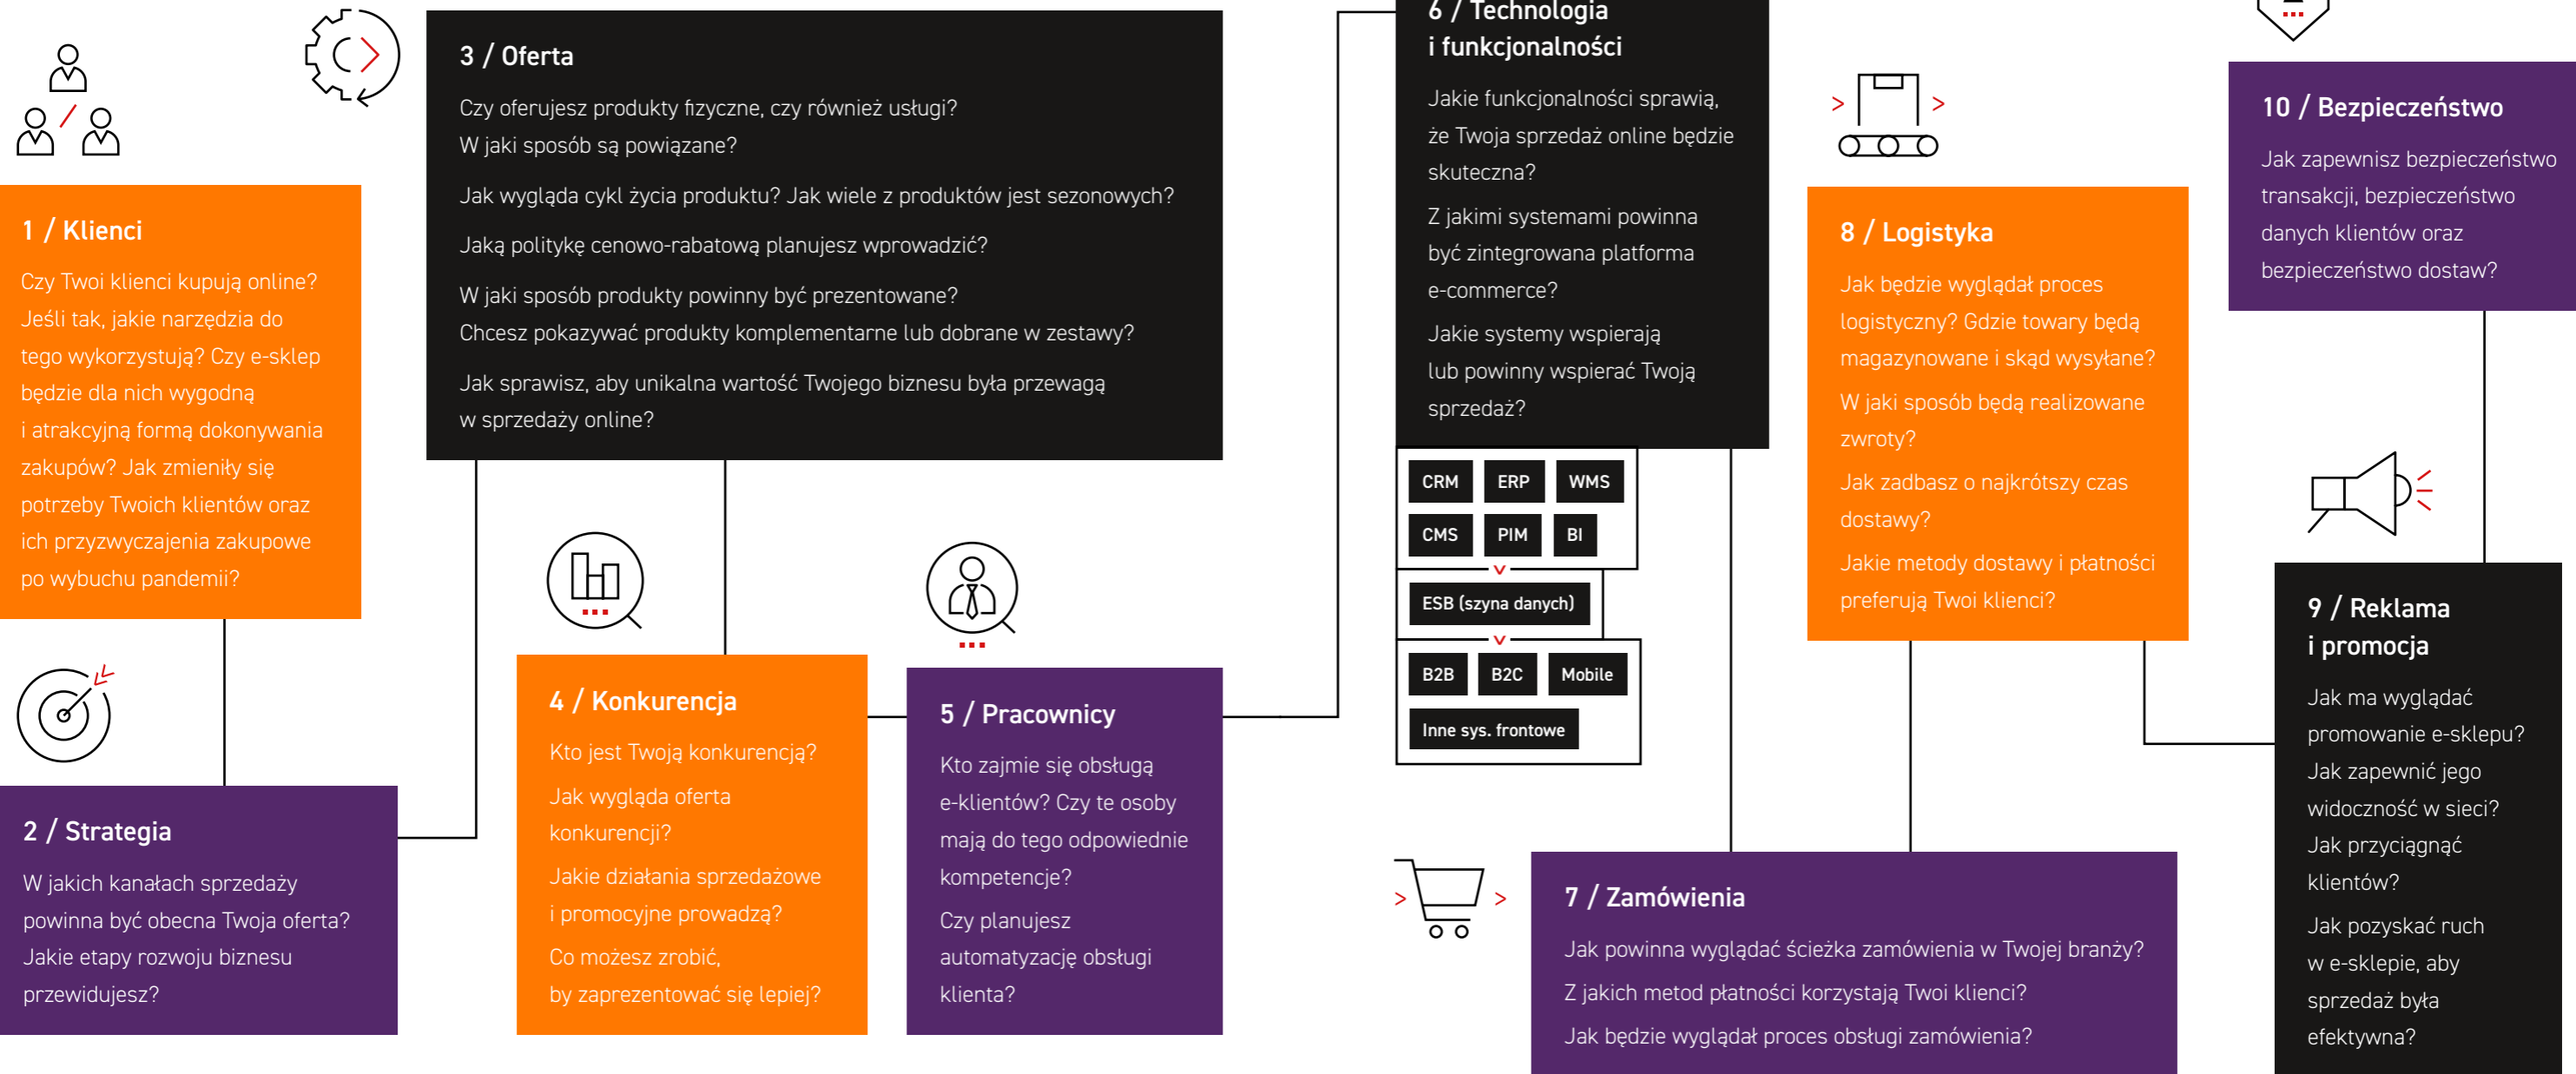 1 / Klienci
Czy Twoi klienci kupują online?
Jeśli tak, jakie narzędzia do
tego wykorzystują? Czy e-sklep
będzie dla nich wygodną
i atrakcyjną formą dokonywania
zakupów? Jak zmieniły się
potrzeby Twoich klientów oraz
ich przyzwyczajenia zakupowe
po wybuchu pandemii?
2 / Strategia
W jakich kanałach sprzedaży
powinna być obecna Twoja oferta?
Jakie etapy rozwoju biznesu
przewidujesz?
3 / Oferta
Czy oferujesz produkty fizyczne, czy również usługi?
W jaki sposób są powiązane?
Jak wygląda cykl życia produktu? Jak wiele z produktów jest sezonowych?
Jaką politykę cenowo-rabatową planujesz wprowadzić?
W jaki sposób produkty powinny być prezentowane?
Chcesz pokazywać produkty komplementarne lub dobrane w zestawy?
Jak sprawisz, aby unikalna wartość Twojego biznesu była przewagą
w sprzedaży online?
4 / Konkurencja
Kto jest Twoją konkurencją?
Jak wygląda oferta
konkurencji?
Jakie działania sprzedażowe
i promocyjne prowadzą?
Co możesz zrobić,
by zaprezentować się lepiej?
5 / Pracownicy
Kto zajmie się obsługą
e-klientów? Czy te osoby
mają do tego odpowiednie
kompetencje?
Czy planujesz
automatyzację obsługi
klienta?
6 / Technologia
i funkcjonalności
Jakie funkcjonalności sprawią,
że Twoja sprzedaż online będzie
skuteczna?
Z jakimi systemami powinna
być zintegrowana platforma
e-commerce?
Jakie systemy wspierają
lub powinny wspierać Twoją
sprzedaż?
CRM ERP WMS
CMS PIM BI
ESB (szyna danych)
B2B B2C Mobile
Inne sys. frontowe
7 / Zamówienia
Jak powinna wyglądać ścieżka zamówienia w Twojej branży?
Z jakich metod płatności korzystają Twoi klienci?
Jak będzie wyglądał proces obsługi zamówienia?
8 / Logistyka
Jak będzie wyglądał proces
logistyczny? Gdzie towary będą
magazynowane i skąd wysyłane?
W jaki sposób będą realizowane
zwroty?
Jak zadbasz o najkrótszy czas
dostawy?
Jakie metody dostawy i płatności
preferują Twoi klienci?
9 / Reklama
i promocja
Jak ma wyglądać
promowanie e-sklepu?
Jak zapewnić jego
widoczność w sieci?
Jak przyciągnąć
klientów?
Jak pozyskać ruch
w e-sklepie, aby
sprzedaż była
efektywna?
10 / Bezpieczeństwo
Jak zapewnisz bezpieczeństwo
transakcji, bezpieczeństwo
danych klientów oraz
bezpieczeństwo dostaw?